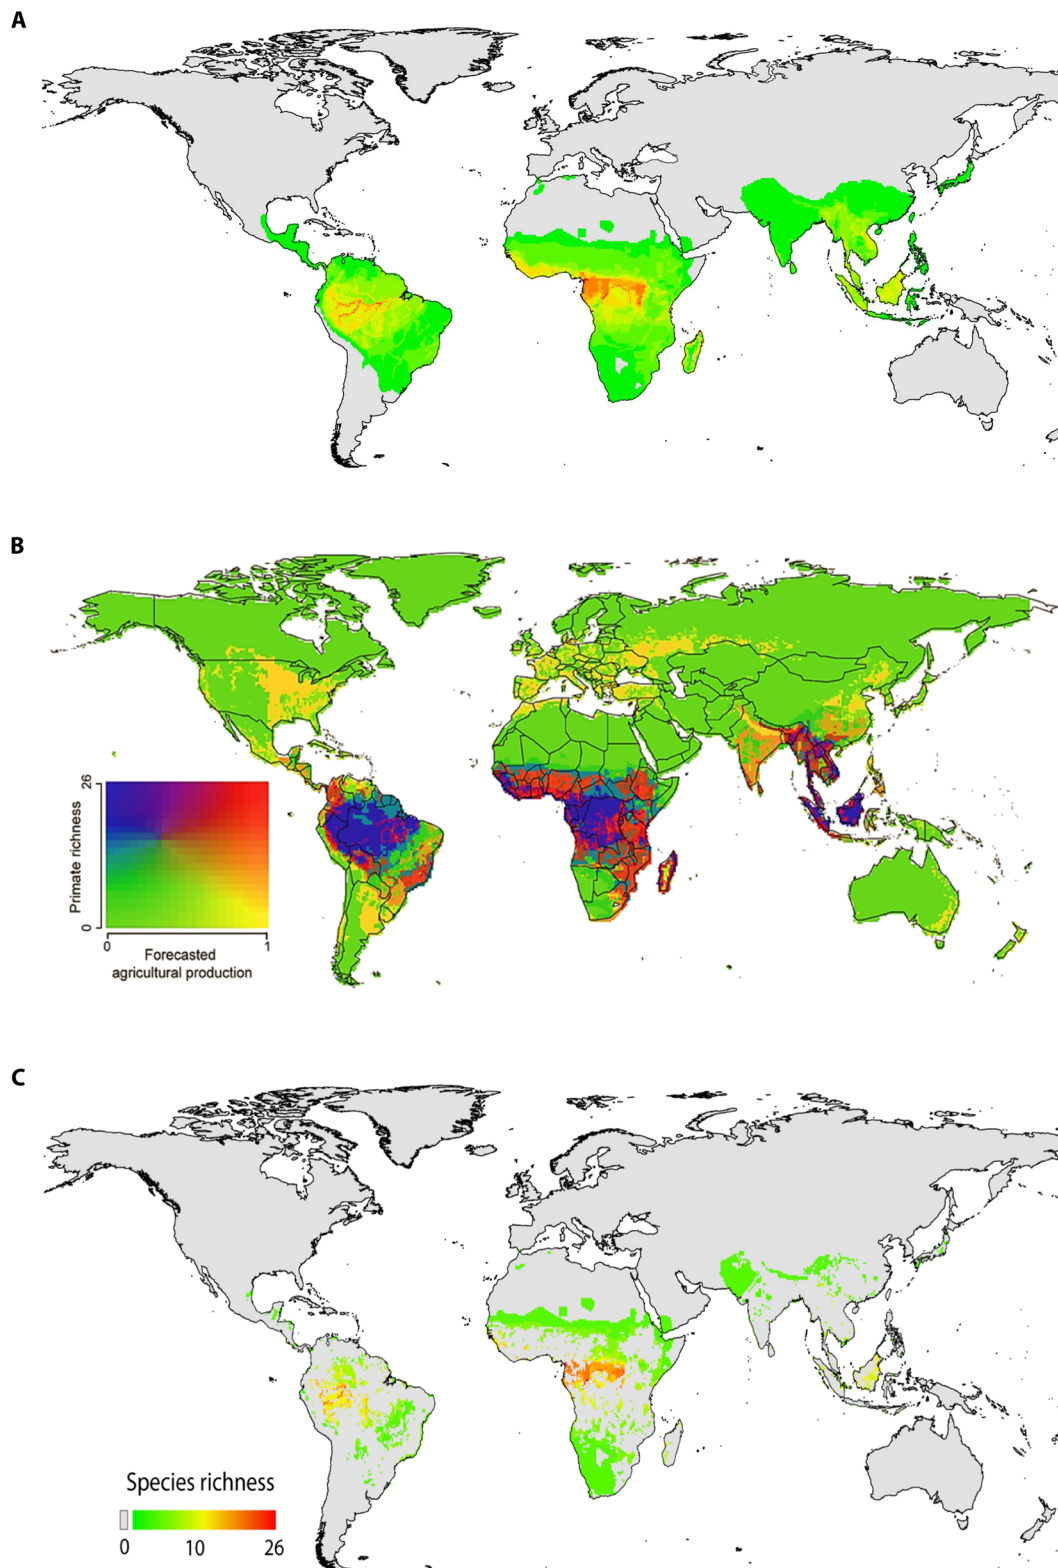 A
B
26
Primate richness
0
0
1
Forecasted
agricultural production
C
Species richness
0
10
26